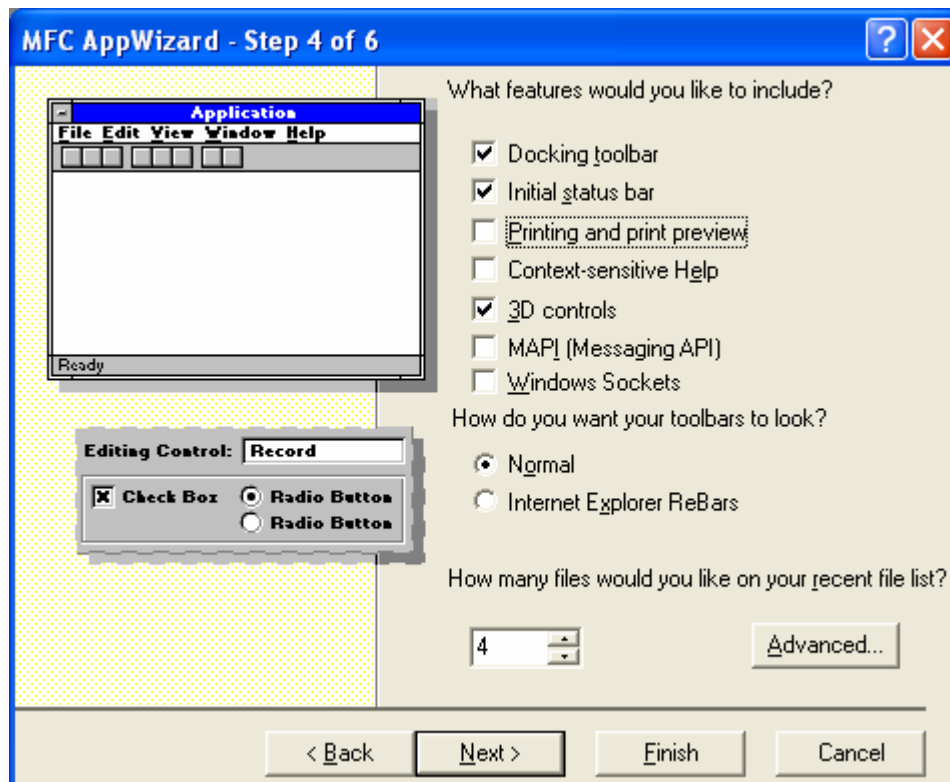 MFC AppWizard - Step 4 of 6
Application
File Edit View Window Help
Ready
Editing Control: Record
Check Box Radio Button
Radio Button
What features would you like to include?
Docking toolbar
Initial status bar
Printing and print preview
Context-sensitive Help
3D controls
MAPI (Messaging API)
Windows Sockets
How do you want your toolbars to look?
Normal
Internet Explorer ReBars
How many files would you like on your recent file list?
4 Advanced...
< Back Next > Finish Cancel